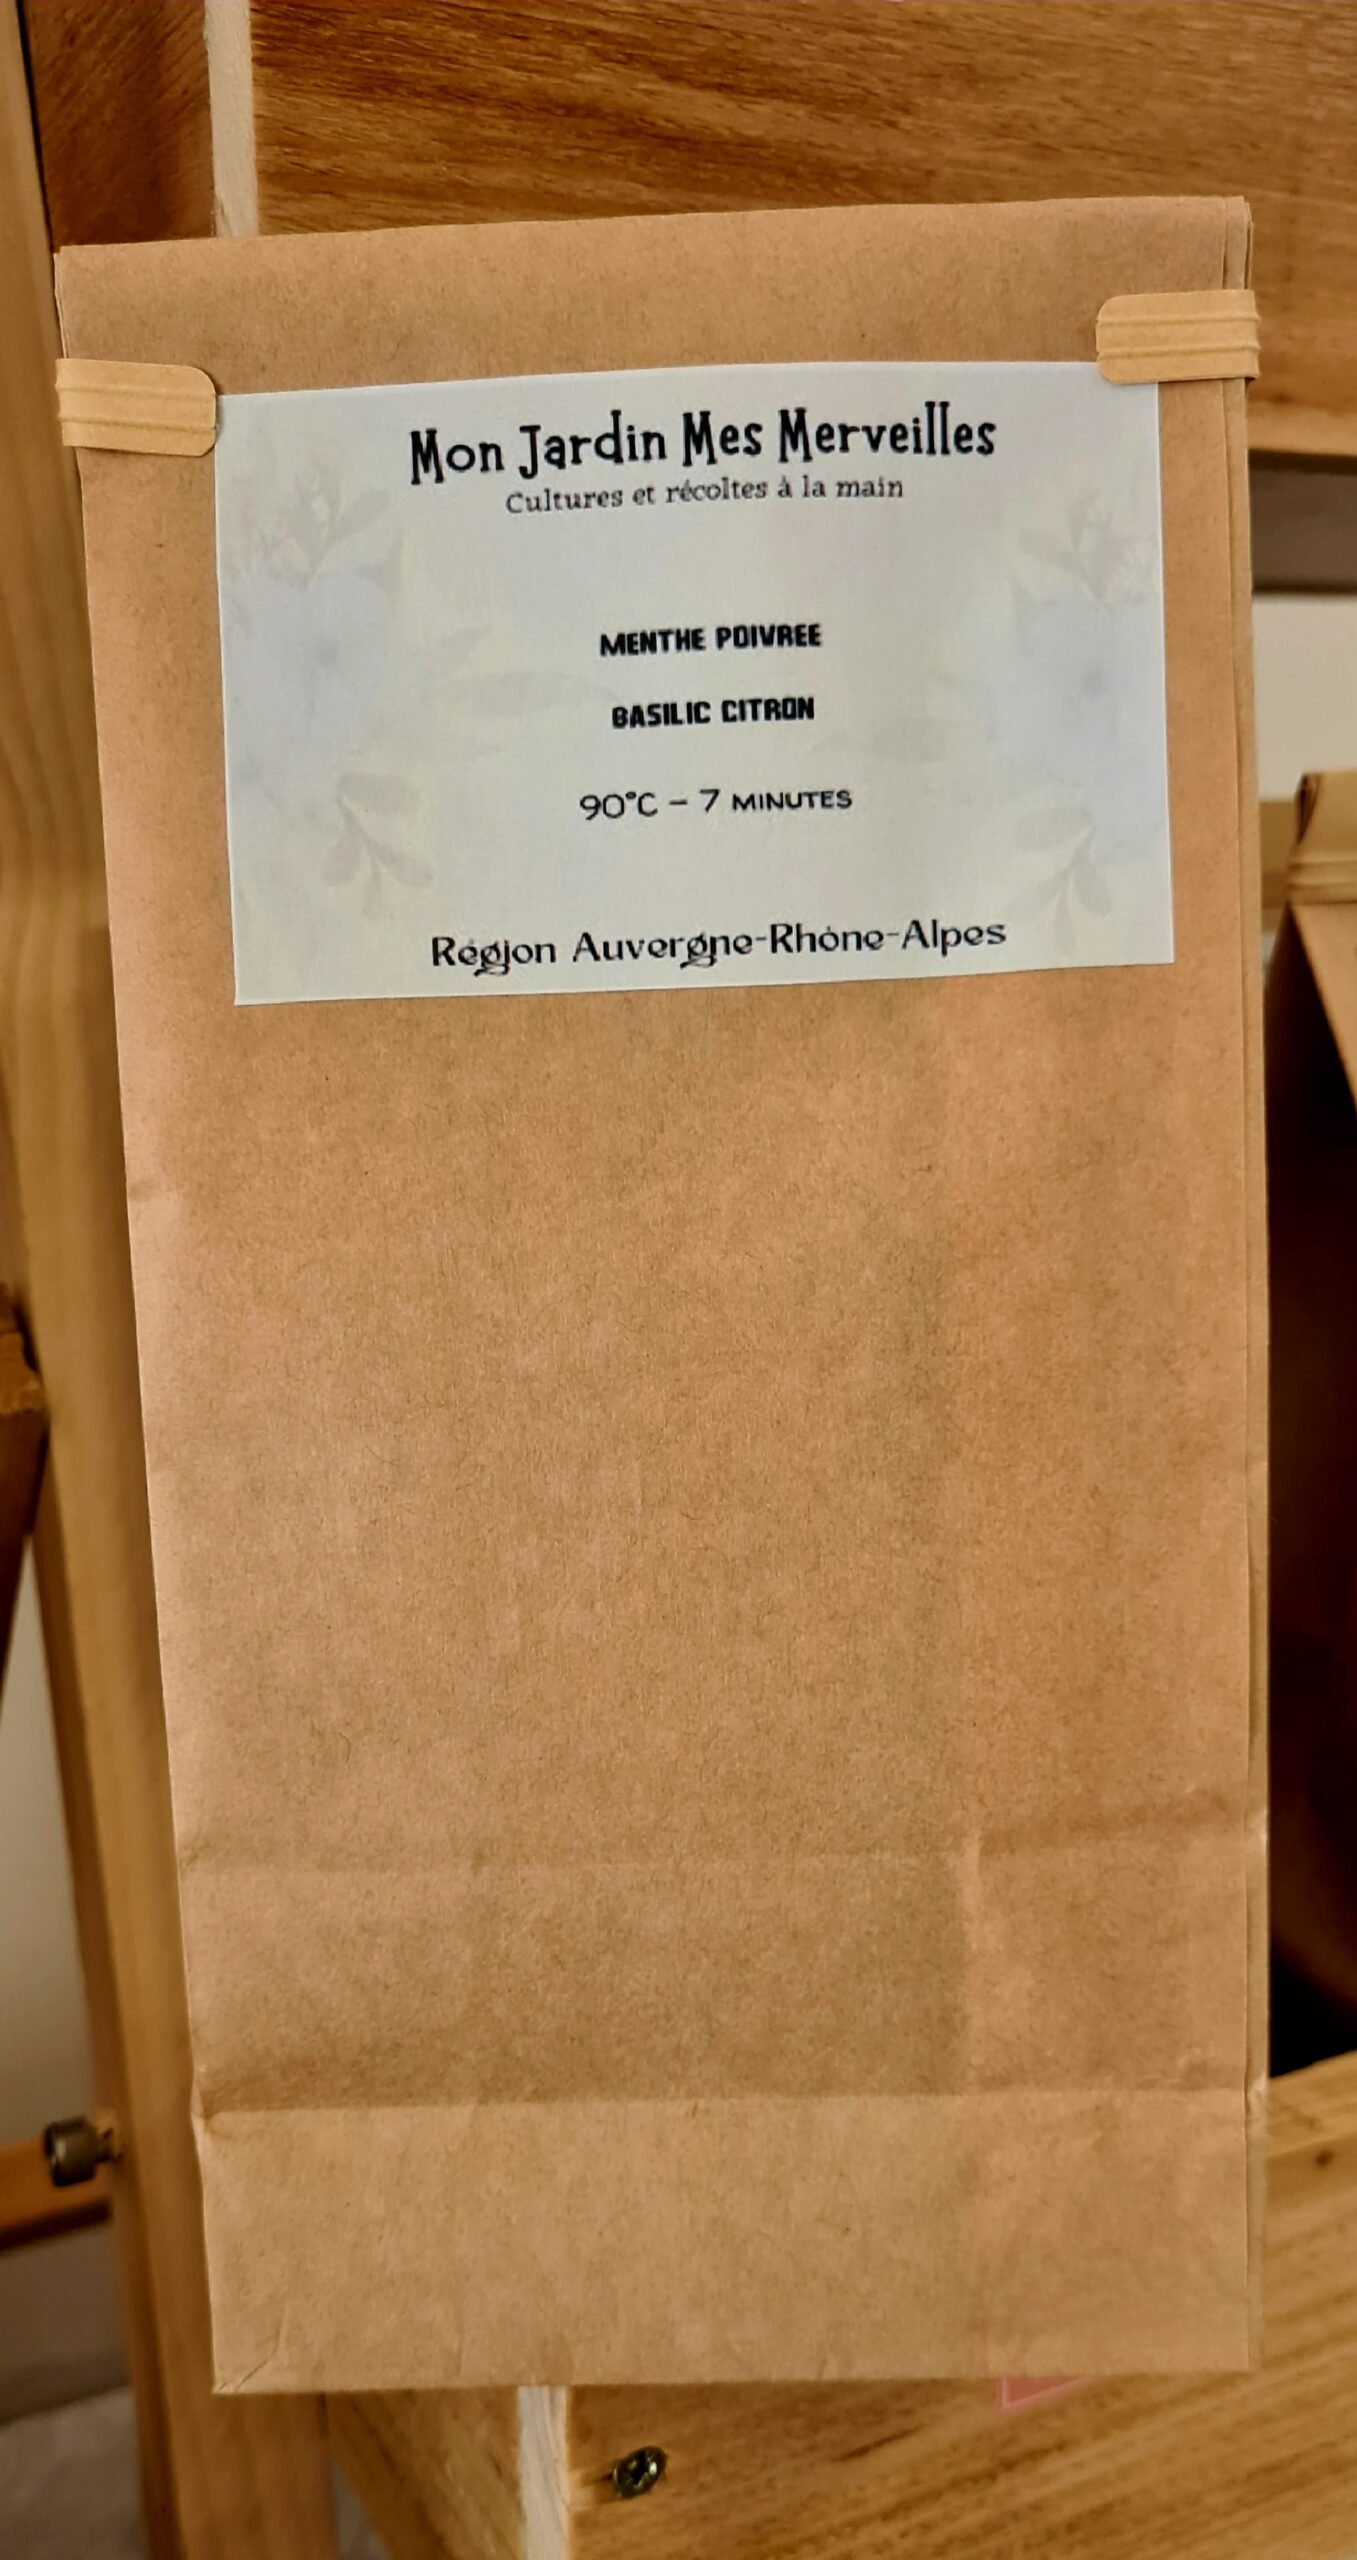 Mon Jardin Mes Merveilles
Cultures et récoltes à la main
MENTHE POIVREE
BASILIC CITRON
90°C – 7 MINUTES
Région Auvergne-Rhône-Alpes